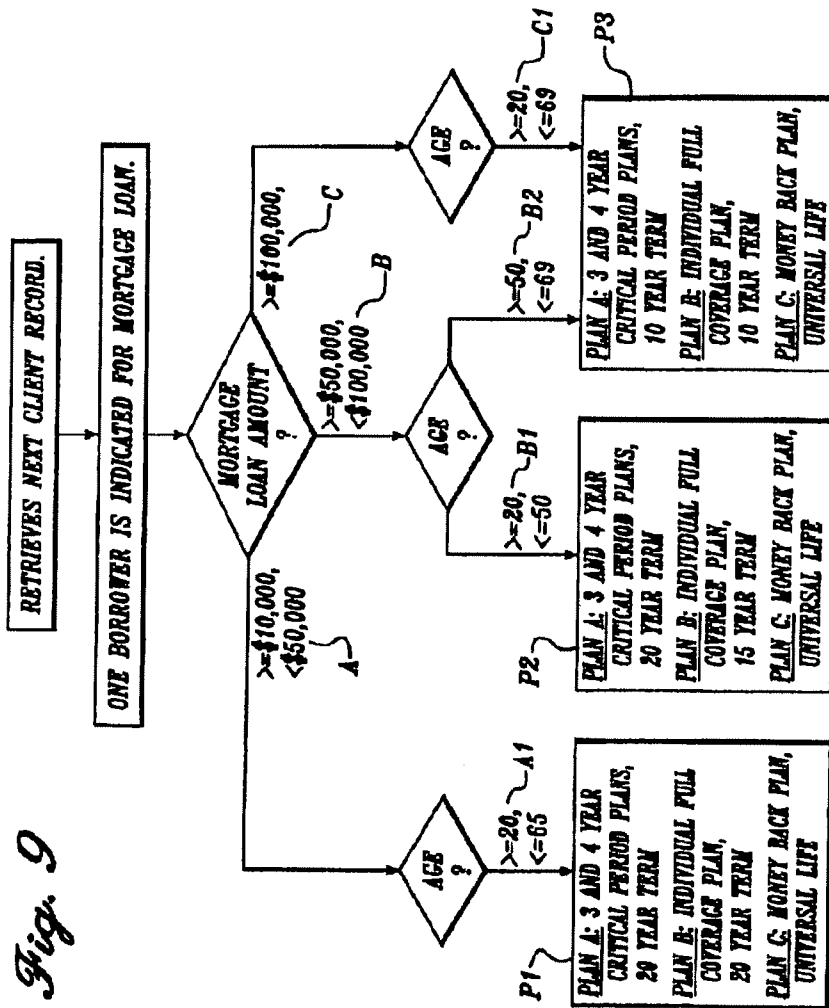 Fig. 9
RETRIEVES NEXT CLIENT RECORD.
ONE BORROWER IS INDICATED FOR MORTGAGE LOAN.
MORTGAGE
LOAN AMOUNT
?
>=$10,000,
<$50,000
A
>=$50,000,
<$100,000
B
>=$100,000,
C
AGE
?
>=20,
<=65
A1
AGE
?
>=20,
<=50
B1
>=50,
<=69
B2
AGE
?
>=20,
<=69
C1
P1
PLAN A: 3 AND 4 YEAR
CRITICAL PERIOD PLANS,
20 YEAR TERM
PLAN B: INDIVIDUAL FULL
COVERAGE PLAN,
20 YEAR TERM
PLAN C: MONEY BACK PLAN,
UNIVERSAL LIFE
P2
PLAN A: 3 AND 4 YEAR
CRITICAL PERIOD PLANS,
20 YEAR TERM
PLAN B: INDIVIDUAL FULL
COVERAGE PLAN,
15 YEAR TERM
PLAN C: MONEY BACK PLAN,
UNIVERSAL LIFE
P3
PLAN A: 3 AND 4 YEAR
CRITICAL PERIOD PLANS,
10 YEAR TERM
PLAN B: INDIVIDUAL FULL
COVERAGE PLAN,
10 YEAR TERM
PLAN C: MONEY BACK PLAN,
UNIVERSAL LIFE